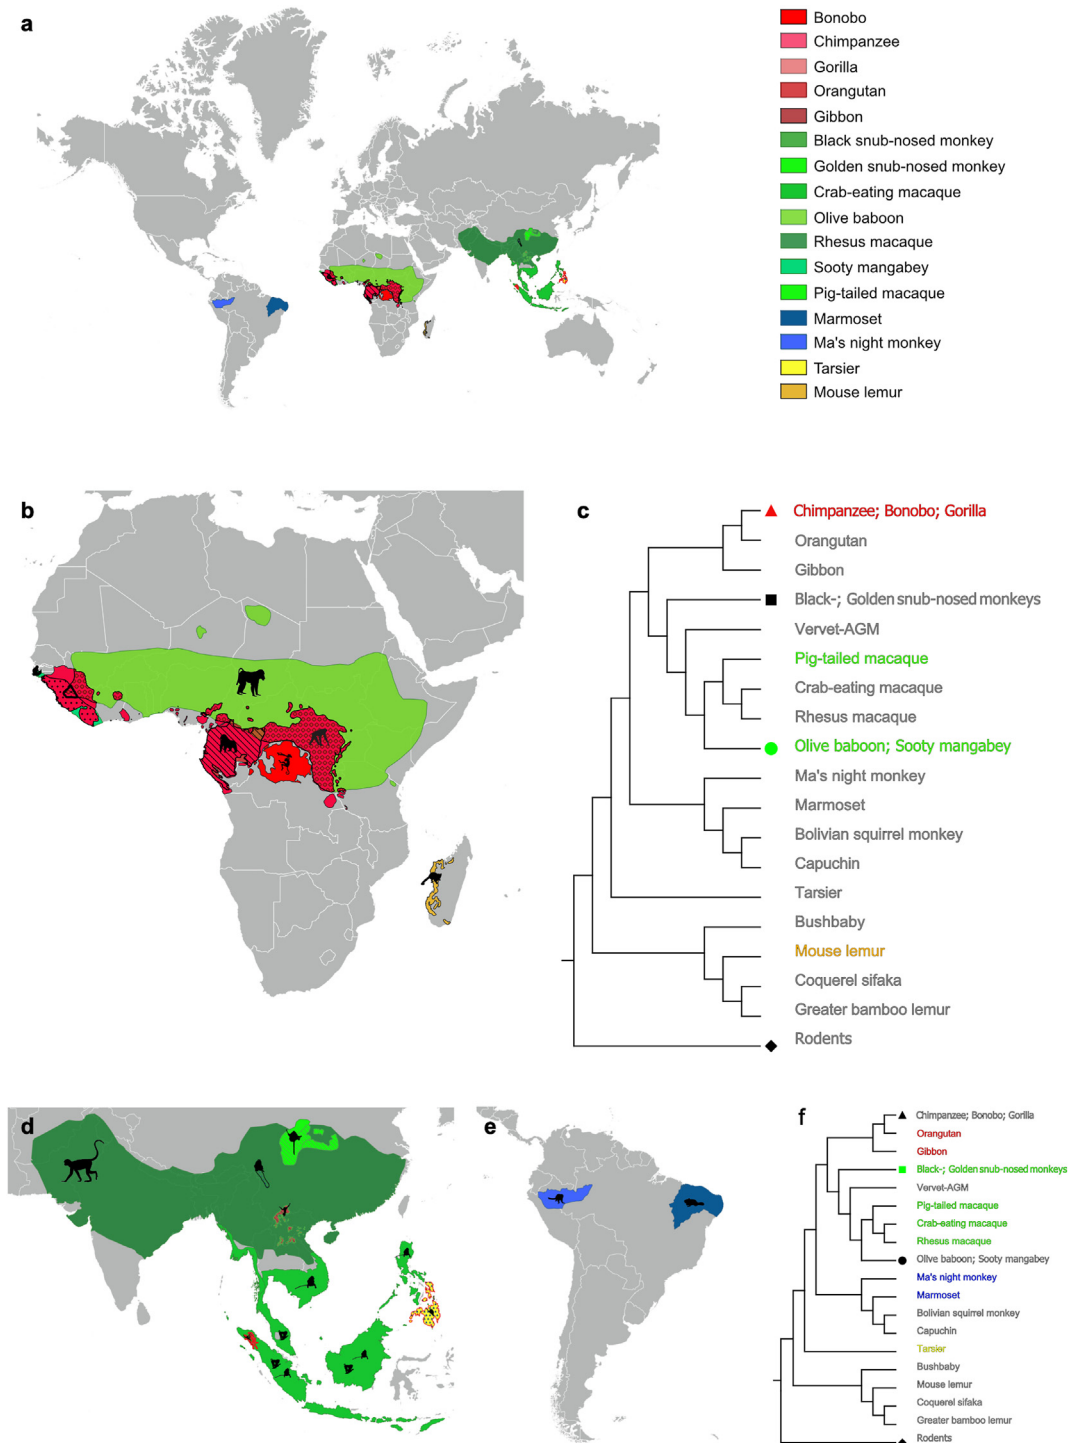 a
Bonobo
Chimpanzee
Gorilla
Orangutan
Gibbon
Black snub-nosed monkey
Golden snub-nosed monkey
Crab-eating macaque
Olive baboon
Rhesus macaque
Sooty mangabey
Pig-tailed macaque
Marmoset
Ma's night monkey
Tarsier
Mouse lemur
b
c
Chimpanzee; Bonobo; Gorilla
Orangutan
Gibbon
Black-; Golden snub-nosed monkeys
Vervet-AGM
Pig-tailed macaque
Crab-eating macaque
Rhesus macaque
Olive baboon; Sooty mangabey
Ma's night monkey
Marmoset
Bolivian squirrel monkey
Capuchin
Tarsier
Bushbaby
Mouse lemur
Coquerel sifaka
Greater bamboo lemur
Rodents
d
e
f
Chimpanzee; Bonobo; Gorilla
Orangutan
Gibbon
Black-; Golden snub-nosed monkeys
Vervet-AGM
Pig-tailed macaque
Crab-eating macaque
Rhesus macaque
Olive baboon; Sooty mangabey
Ma's night monkey
Marmoset
Bolivian squirrel monkey
Capuchin
Tarsier
Bushbaby
Mouse lemur
Coquerel sifaka
Greater bamboo lemur
Rodents